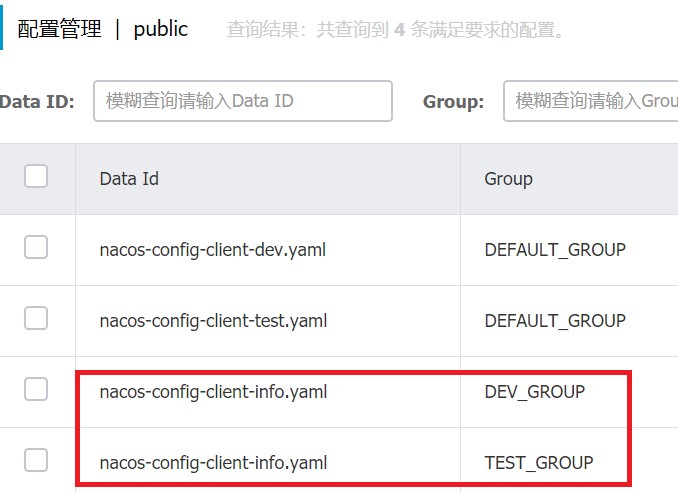 配置管理 | public 查询结果：共查询到 4 条满足要求的配置。
Data ID: 模糊查询请输入Data ID Group: 模糊查询请输入Grou
Data Id Group
nacos-config-client-dev.yaml DEFAULT_GROUP
nacos-config-client-test.yaml DEFAULT_GROUP
nacos-config-client-info.yaml DEV_GROUP
nacos-config-client-info.yaml TEST_GROUP